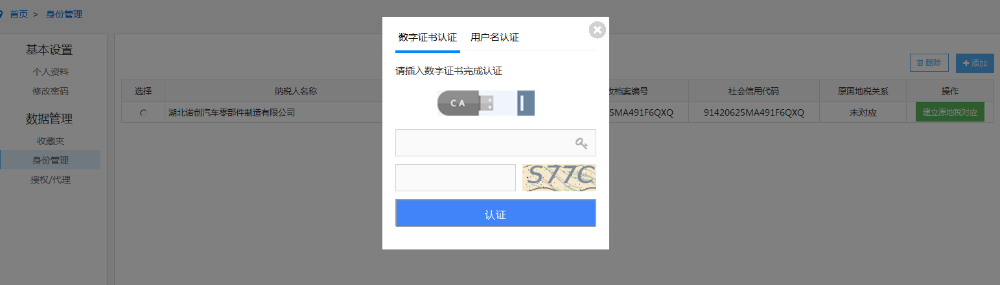 首页 > 身份管理
基本设置
个人资料
修改密码
数据管理
收藏夹
身份管理
授权/代理
删除 添加
选择 纳税人名称 档案编号 社会信用代码 原国地税关系 操作
湖北诺创汽车零部件制造有限公司 5MA491F6QXQ 91420625MA491F6QXQ 未对应 建立原地税对应
数字证书认证 用户名认证
请插入数字证书完成认证
CA
S77C
认证